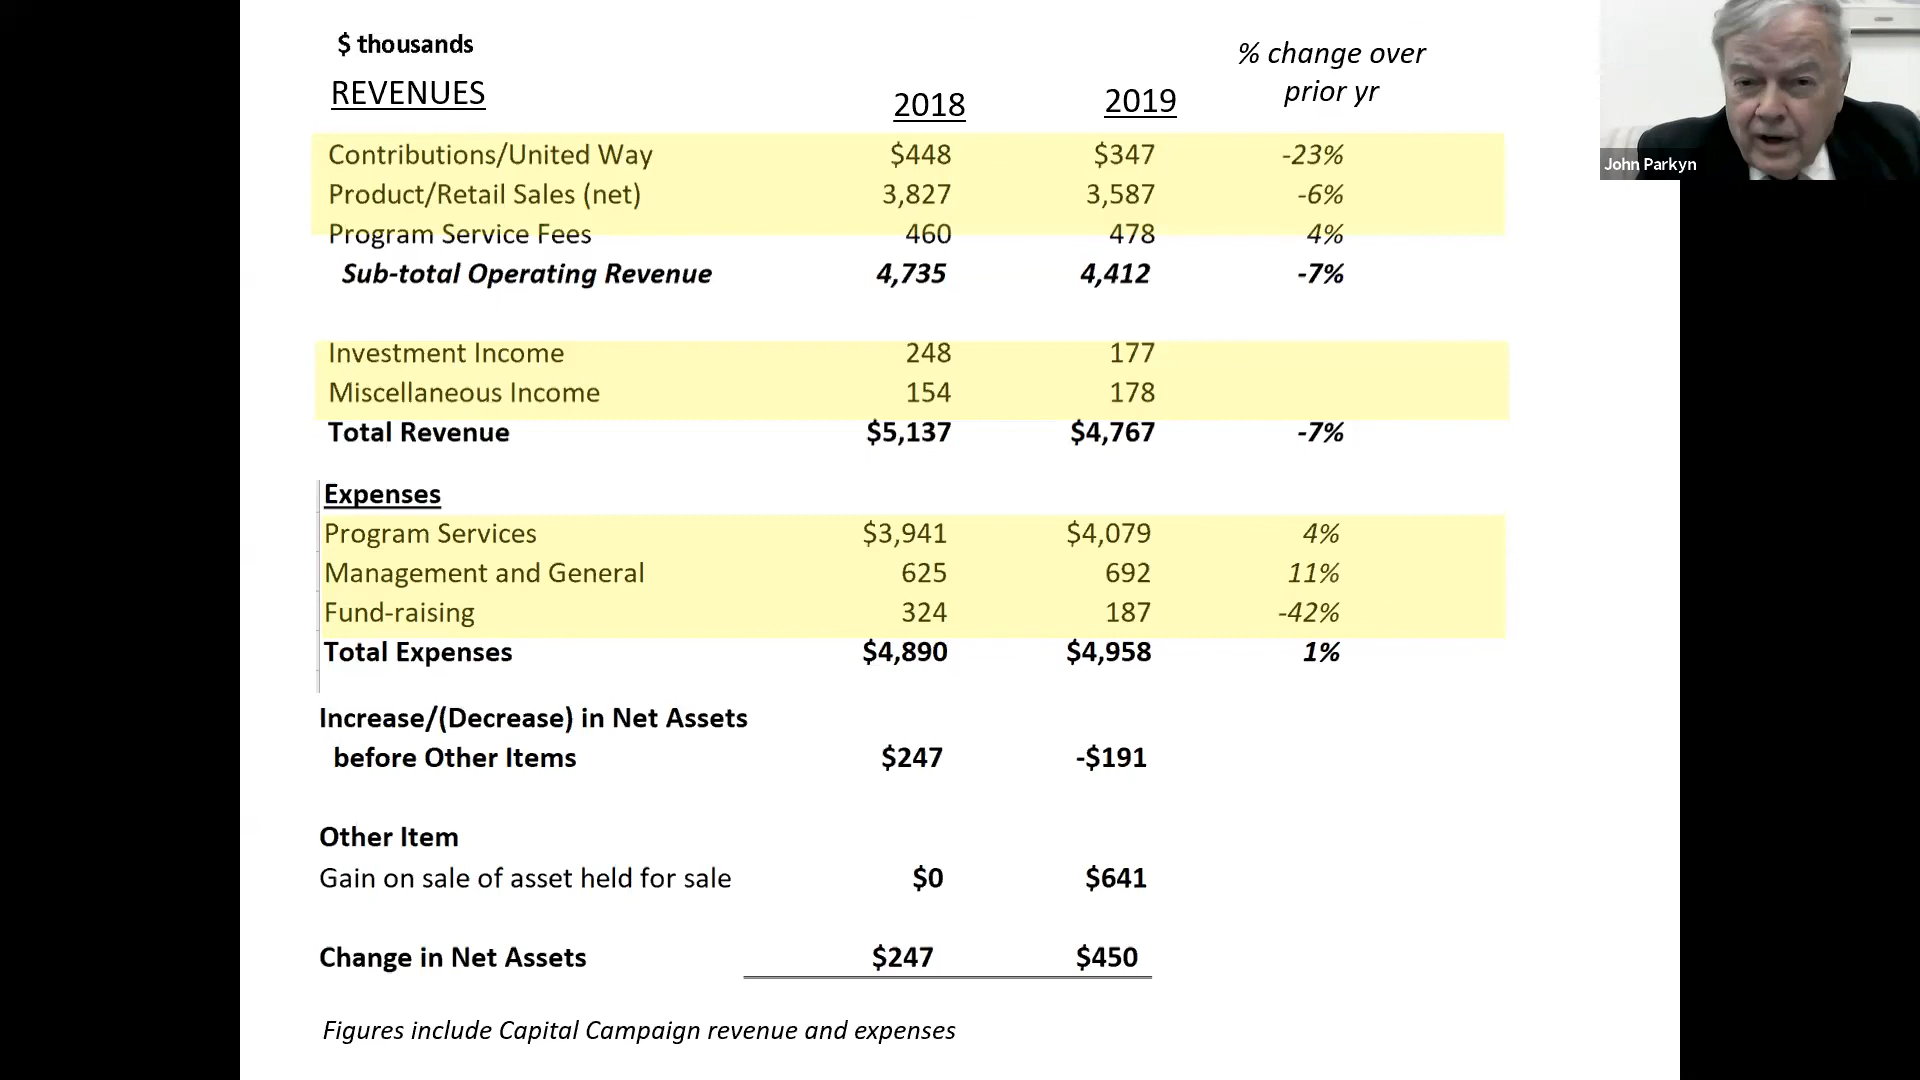 $ thousands
% change over
prior yr
REVENUES 2018 2019
Contributions/United Way $448 $347 -23%
Product/Retail Sales (net) 3,827 3,587 -6%
Program Service Fees 460 478 4%
Sub-total Operating Revenue 4,735 4,412 -7%
Investment Income 248 177
Miscellaneous Income 154 178
Total Revenue $5,137 $4,767 -7%
Expenses
Program Services $3,941 $4,079 4%
Management and General 625 692 11%
Fund-raising 324 187 -42%
Total Expenses $4,890 $4,958 1%
Increase/(Decrease) in Net Assets
before Other Items $247 -$191
Other Item
Gain on sale of asset held for sale $0 $641
Change in Net Assets $247 $450
Figures include Capital Campaign revenue and expenses
John Parkyn